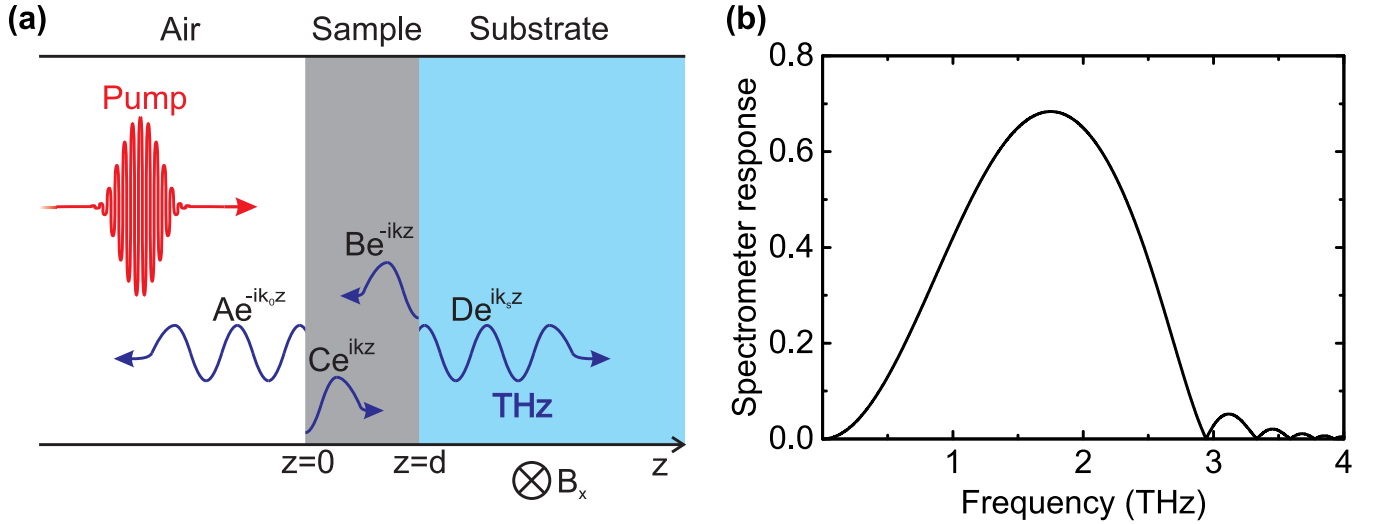 (a)
Air Sample Substrate
Pump
Ae^{-ik_0z}
Be^{-ikz}
Ce^{ikz}
De^{ik_sz}
THz
z=0 z=d z
B_x
(b)
Spectrometer response
0.8
0.6
0.4
0.2
0.0
1 2 3 4
Frequency (THz)